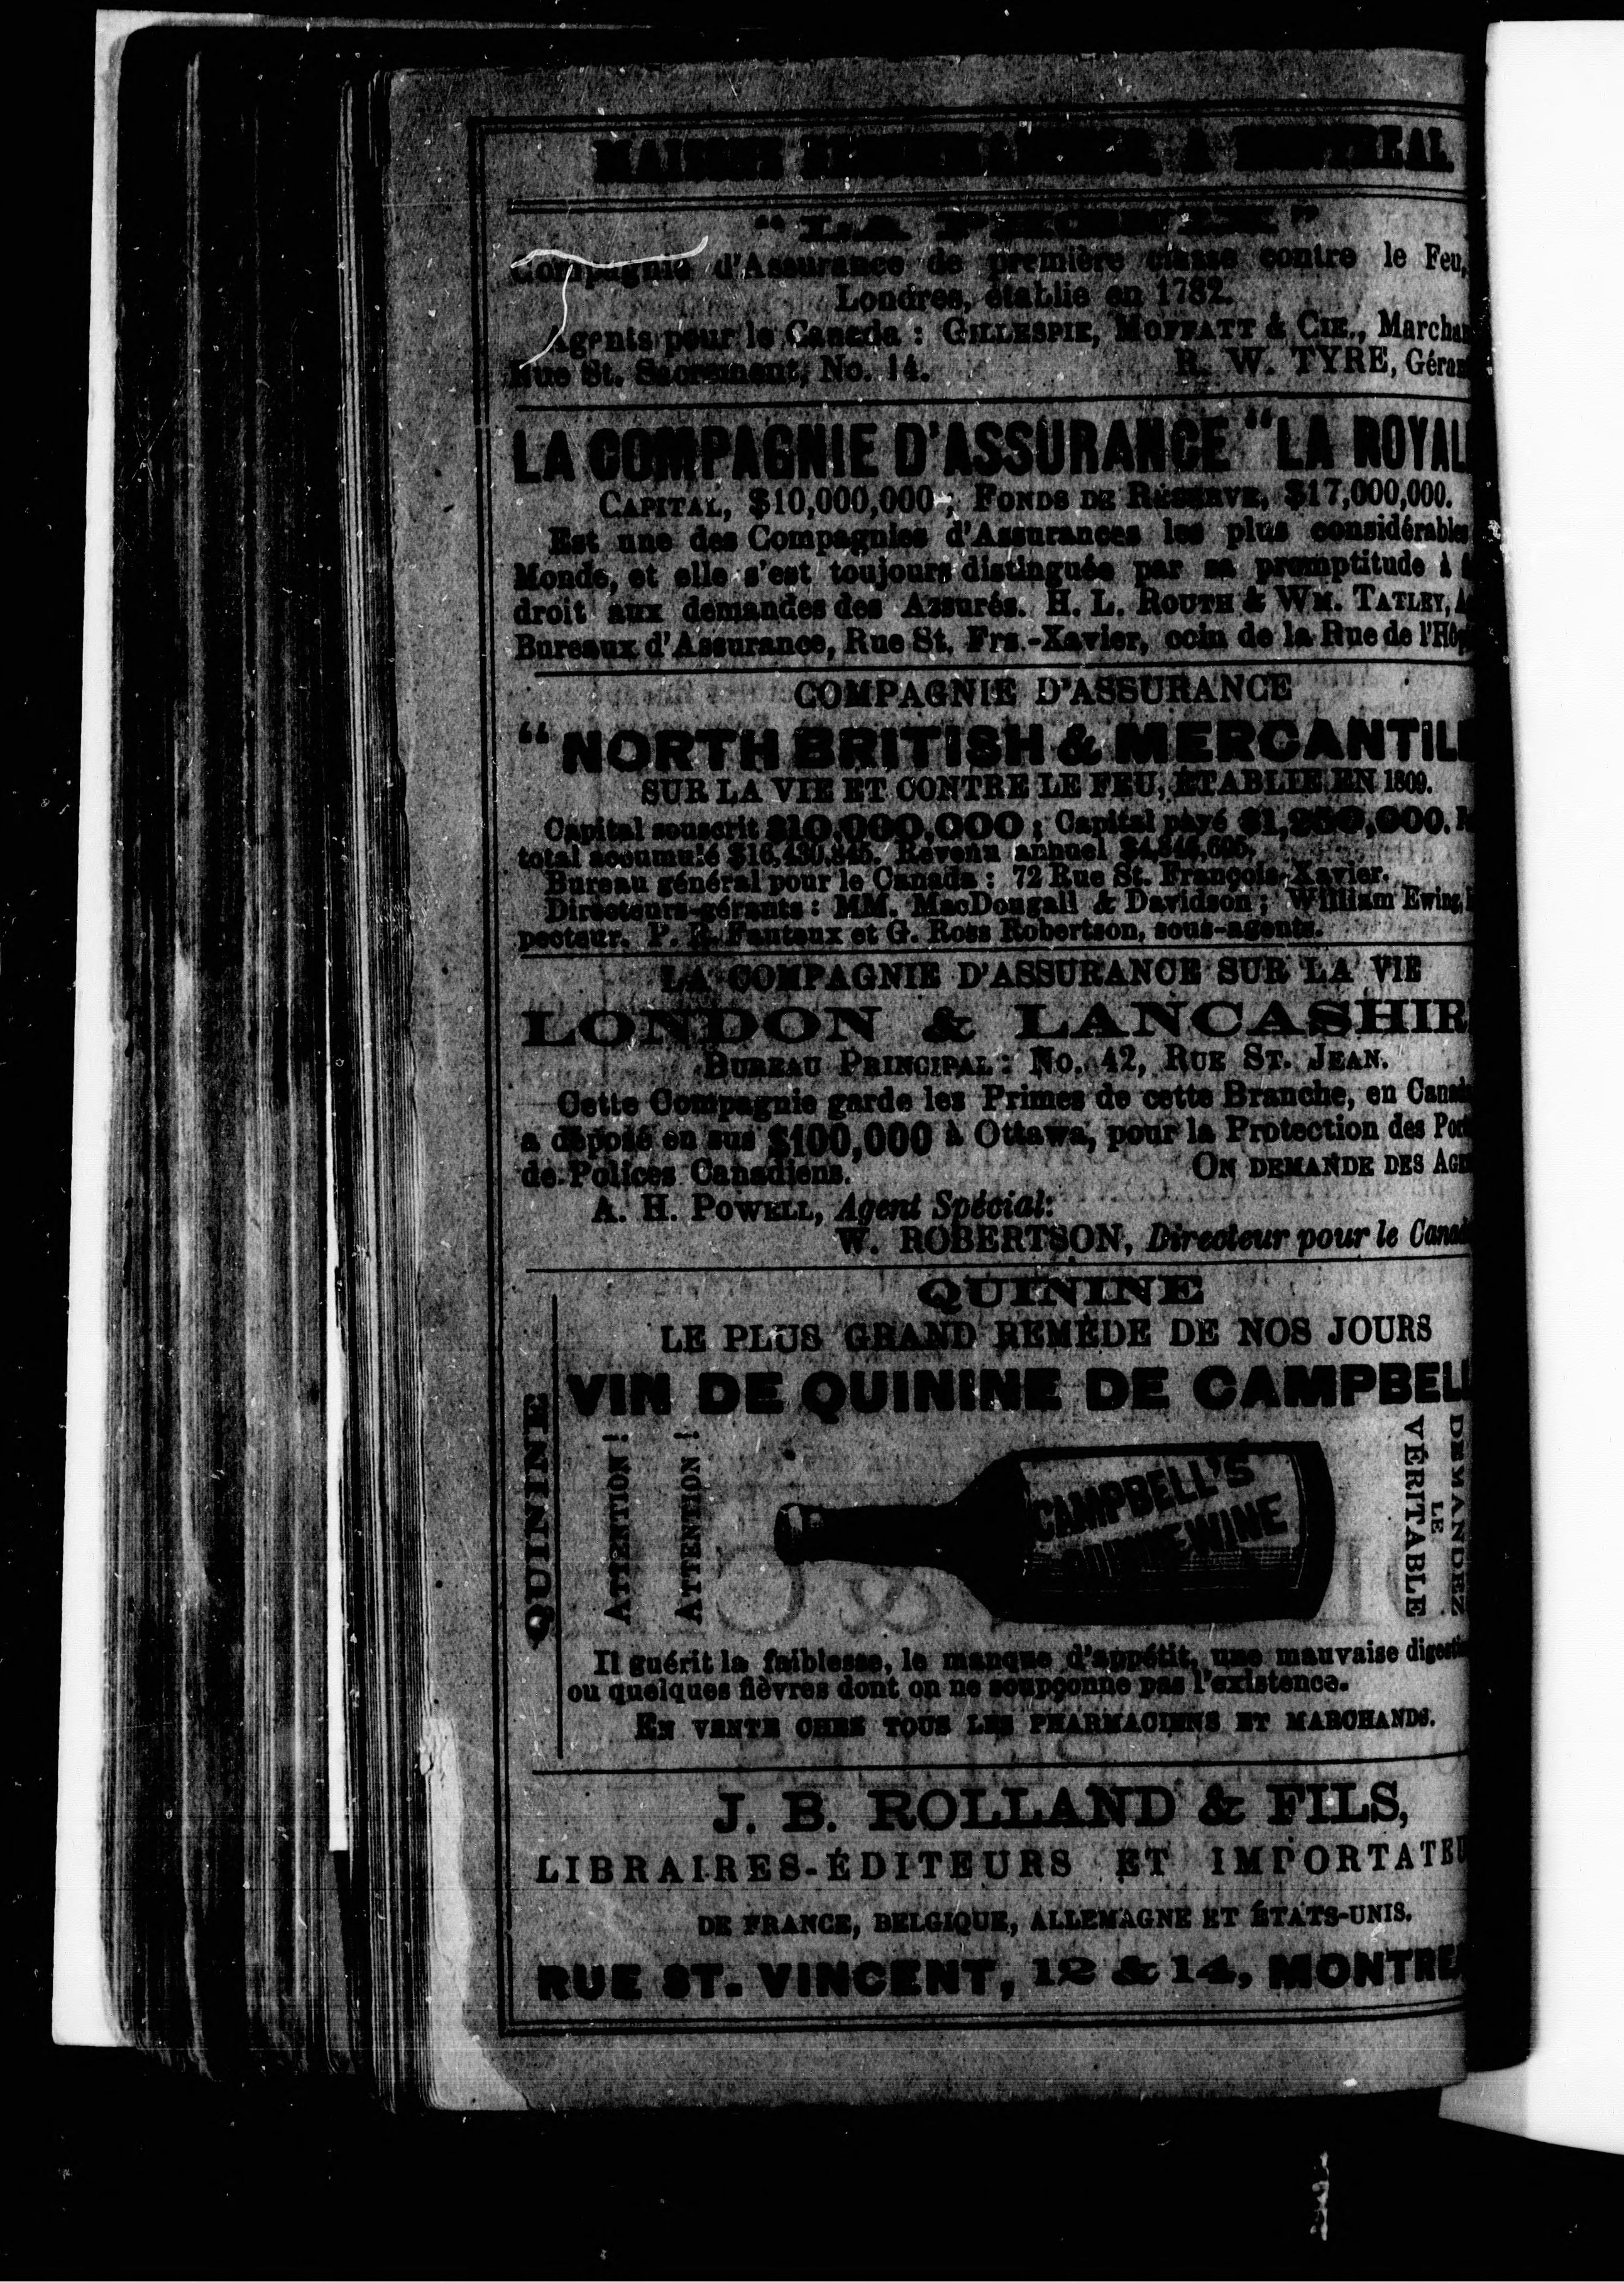 MAISONS A MONTREAL
"LA PHOENIX"
Compagnie d'Assurance de première classe contre le Feu,
Londres, établie en 1782.
Agents pour le Canada : GILLESPIE, MOFFATT & CIE., Marchan
Rue St. Sacrement, No. 14. R. W. TYRE, Géran
LA COMPAGNIE D'ASSURANCE "LA ROYAL
CAPITAL, $10,000,000 ; FONDS DE RÉSERVE, $17,000,000.
Est une des Compagnies d'Assurances les plus considérables
Monde, et elle s'est toujours distinguée par sa promptitude à
droit aux demandes des Assurés. H. L. ROUTH & WM. TATLEY, A
Bureaux d'Assurance, Rue St. Frs.-Xavier, coin de la Rue de l'Hôp
COMPAGNIE D'ASSURANCE
"NORTH BRITISH & MERCANTIL
SUR LA VIE ET CONTRE LE FEU, ÉTABLIE EN 1809.
Capital souscrit $10,000,000 ; Capital payé
total accumulé Revenu annuel
Bureau général pour le Canada : 72 Rue St. François-Xavier.
Directeurs-gérants : MM. MacDougall & Davidson ; William Ewing,
pecteur. P. R. Fauteux et G. Ross Robertson, sous-agents.
LA COMPAGNIE D'ASSURANCE SUR LA VIE
LONDON & LANCASHIR
BUREAU PRINCIPAL : No. 42, RUE ST. JEAN.
Cette Compagnie garde les Primes de cette Branche, en Canad
a déposé en sus $100,000 à Ottawa, pour la Protection des Port
de Polices Canadiens. ON DEMANDE DES AGE
A. H. POWELL, Agent Spécial:
W. ROBERTSON, Directeur pour le Canad
QUININE
QUININE
LE PLUS GRAND REMÈDE DE NOS JOURS
VIN DE QUININE DE CAMPBELL
ATTENTION !
ATTENTION !
CAMPBELL'S
QUININE WINE
DEMANDEZ
LE
VÉRITABLE
Il guérit la faiblesse, le manque d'appétit, une mauvaise digesti
ou quelques fièvres dont on ne soupçonne pas l'existence.
EN VENTE CHEZ TOUS LES PHARMACIENS ET MARCHANDS.
J. B. ROLLAND & FILS,
LIBRAIRES-ÉDITEURS ET IMPORTATEU
DE FRANCE, BELGIQUE, ALLEMAGNE ET ÉTATS-UNIS.
RUE ST. VINCENT, 12 & 14, MONTRE